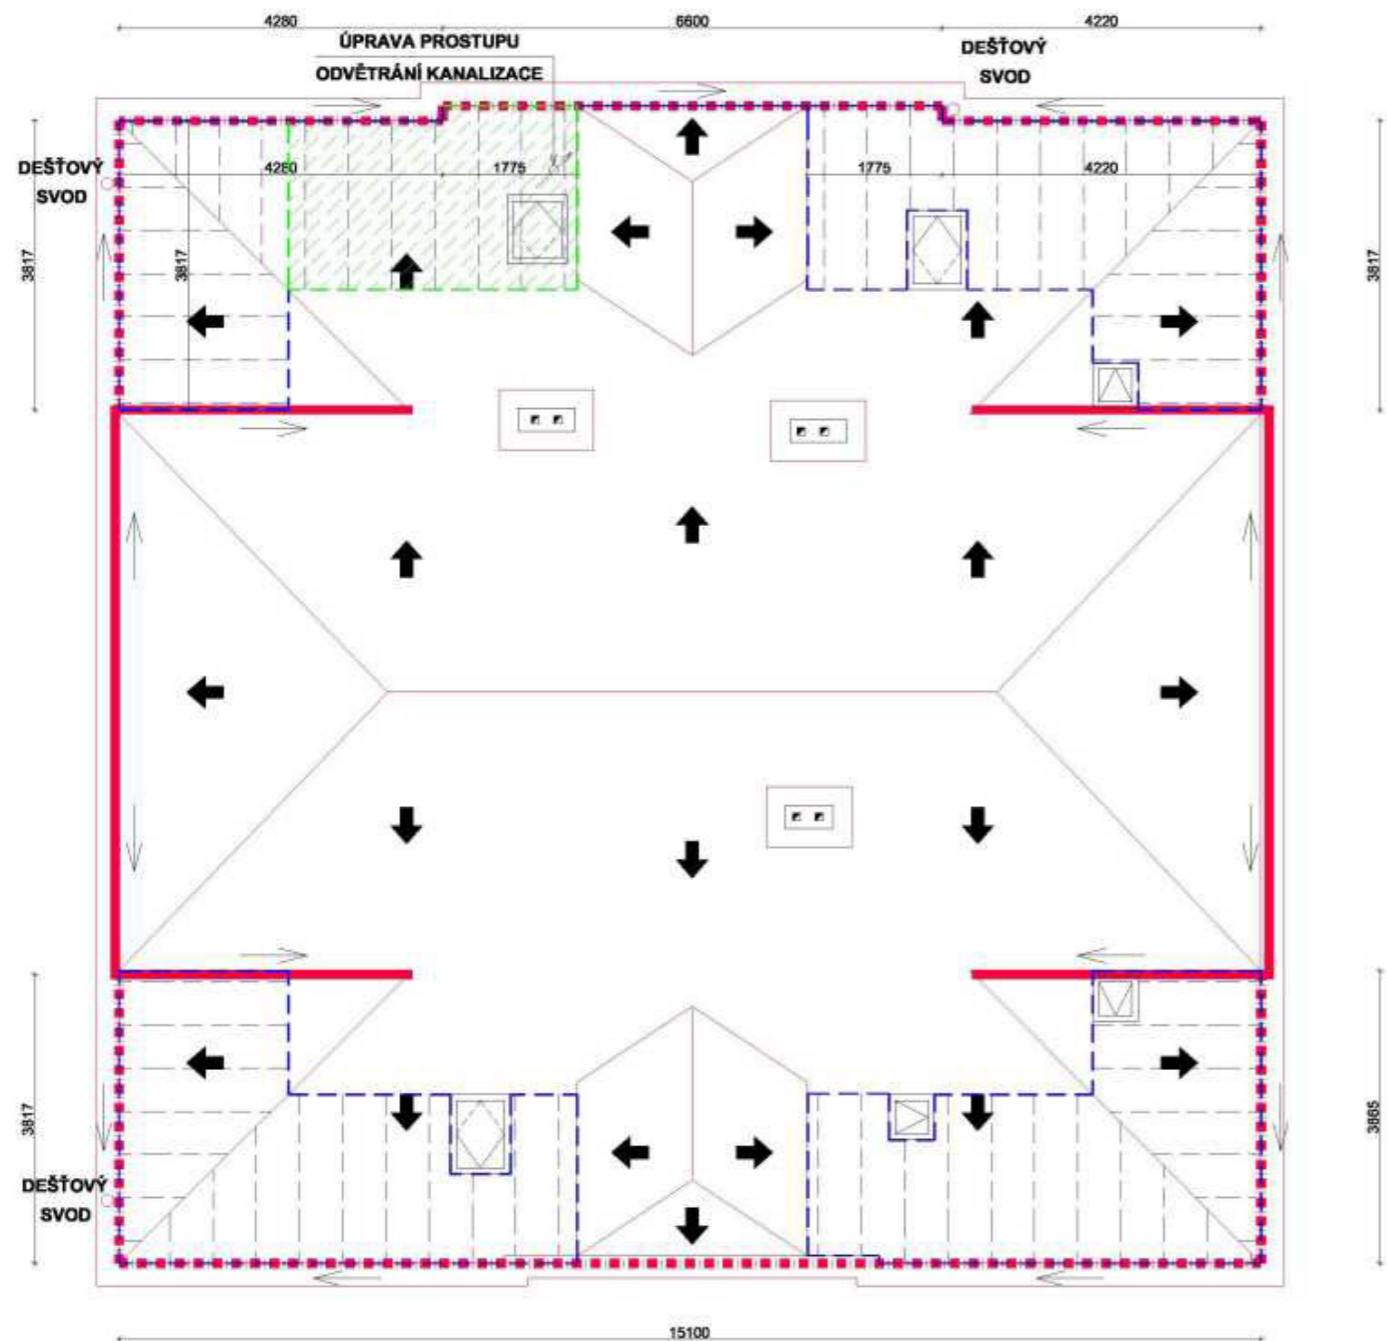 4280
6600
4220
ÚPRAVA PROSTUPU
ODVĚTRÁNÍ KANALIZACE
DEŠŤOVÝ
SVOD
DEŠŤOVÝ
SVOD
4280
1775
1775
4220
3817
3817
3817
3817
3865
DEŠŤOVÝ
SVOD
15100